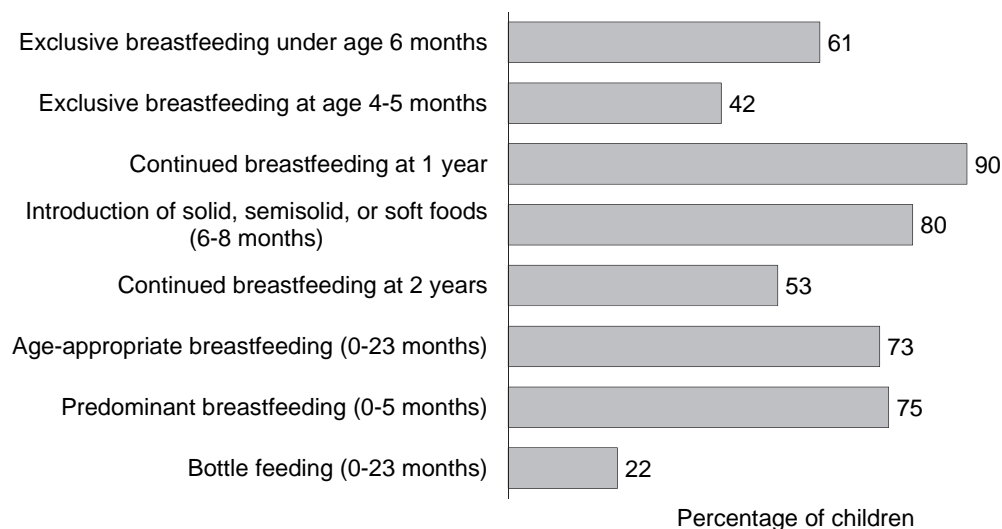 Exclusive breastfeeding under age 6 months 61
Exclusive breastfeeding at age 4-5 months 42
Continued breastfeeding at 1 year 90
Introduction of solid, semisolid, or soft foods
(6-8 months) 80
Continued breastfeeding at 2 years 53
Age-appropriate breastfeeding (0-23 months) 73
Predominant breastfeeding (0-5 months) 75
Bottle feeding (0-23 months) 22
Percentage of children